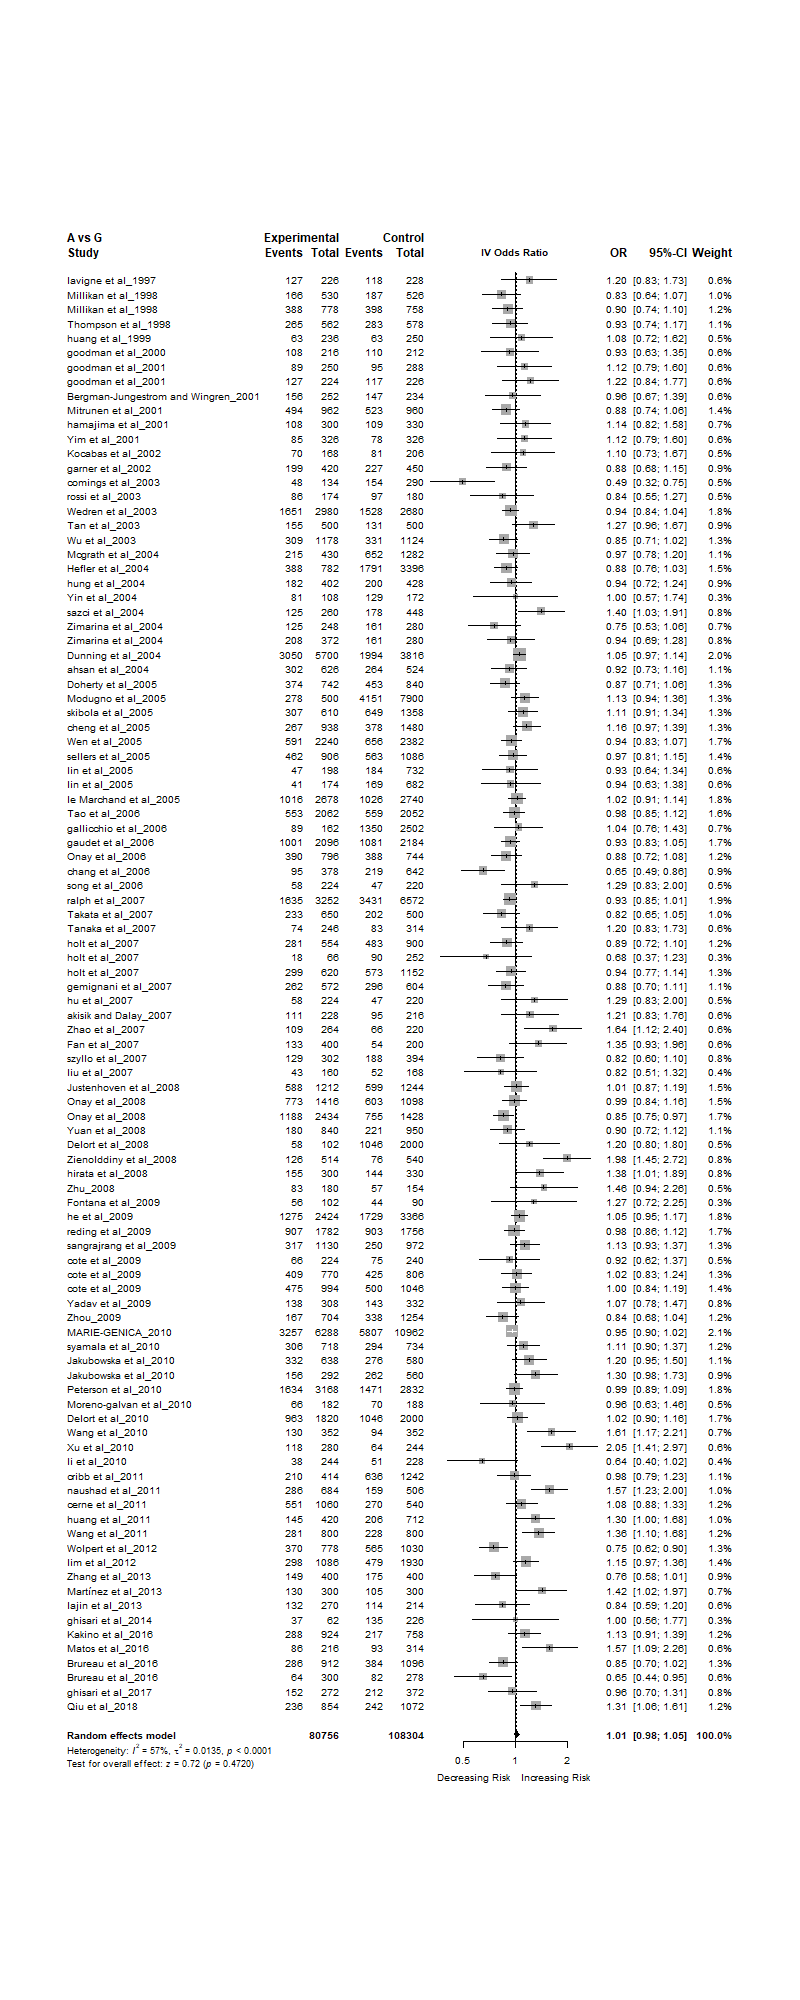 A vs G Experimental Control
Study Events Total Events Total IV Odds Ratio OR 95%-CI Weight
lavigne et al_1997 127 226 118 228 1.20 [0.83; 1.73] 0.6%
Millikan et al_1998 166 530 187 526 0.83 [0.64; 1.07] 1.0%
Millikan et al_1998 388 778 398 758 0.90 [0.74; 1.10] 1.3%
Thompson et al_1998 265 562 283 578 0.93 [0.74; 1.17] 1.1%
huang et al_1999 63 236 63 250 1.08 [0.72; 1.62] 0.5%
goodman et al_2000 108 216 110 212 0.93 [0.63; 1.35] 0.6%
goodman et al_2001 89 250 95 288 1.12 [0.79; 1.60] 0.6%
goodman et al_2001 127 224 117 226 1.22 [0.84; 1.77] 0.6%
Bergman-Jungestrom and Wingren_2001 156 252 147 234 0.96 [0.67; 1.39] 0.6%
Mitrunen et al_2001 494 962 523 960 0.88 [0.74; 1.06] 1.4%
hamajima et al_2001 108 300 109 330 1.14 [0.82; 1.58] 0.7%
Yim et al_2001 85 326 78 326 1.12 [0.79; 1.60] 0.6%
Kocabas et al_2002 70 168 81 206 1.10 [0.73; 1.67] 0.5%
garner et al_2002 199 420 227 450 0.88 [0.68; 1.15] 0.9%
comings et al_2003 48 134 154 290 0.49 [0.32; 0.75] 0.5%
rossi et al_2003 86 174 97 180 0.84 [0.55; 1.27] 0.5%
Wedren et al_2003 1651 2980 1528 2680 0.94 [0.84; 1.04] 1.8%
Tan et al_2003 155 500 131 500 1.27 [0.96; 1.67] 0.9%
Wu et al_2003 309 1178 331 1124 0.85 [0.71; 1.02] 1.3%
Mcgrath et al_2004 215 430 652 1282 0.97 [0.78; 1.20] 1.1%
Hefler et al_2004 388 782 1791 3396 0.88 [0.76; 1.03] 1.5%
hung et al_2004 182 402 200 428 0.94 [0.72; 1.24] 0.9%
Yin et al_2004 81 108 129 172 1.00 [0.57; 1.74] 0.3%
sazci et al_2004 125 260 178 448 1.40 [1.03; 1.91] 0.8%
Zimarina et al_2004 125 248 161 280 0.75 [0.53; 1.06] 0.7%
Zimarina et al_2004 208 372 161 280 0.94 [0.69; 1.28] 0.8%
Dunning et al_2004 3050 5700 1994 3816 1.05 [0.97; 1.14] 2.0%
ahsan et al_2004 302 626 264 524 0.92 [0.73; 1.16] 1.1%
Doherty et al_2005 374 742 453 840 0.87 [0.71; 1.06] 1.3%
Modugno et al_2005 278 500 4151 7900 1.13 [0.94; 1.36] 1.3%
skibola et al_2005 307 610 649 1358 1.11 [0.91; 1.34] 1.3%
cheng et al_2005 267 938 378 1480 1.16 [0.97; 1.39] 1.3%
Wen et al_2005 591 2240 656 2382 0.94 [0.83; 1.07] 1.7%
sellers et al_2005 462 906 563 1086 0.97 [0.81; 1.15] 1.4%
lin et al_2005 47 198 184 732 0.93 [0.64; 1.34] 0.6%
lin et al_2005 41 174 169 682 0.94 [0.63; 1.38] 0.6%
le Marchand et al_2005 1016 2678 1026 2740 1.02 [0.91; 1.14] 1.8%
Tao et al_2006 553 2062 559 2052 0.98 [0.85; 1.12] 1.6%
gallicchio et al_2006 89 162 1350 2502 1.04 [0.76; 1.43] 0.7%
gaudet et al_2006 1001 2096 1081 2184 0.93 [0.83; 1.05] 1.7%
Onay et al_2006 390 796 388 744 0.88 [0.72; 1.08] 1.2%
chang et al_2006 95 378 219 642 0.65 [0.49; 0.86] 0.9%
song et al_2006 58 224 47 220 1.29 [0.83; 2.00] 0.5%
ralph et al_2007 1635 3252 3431 6572 0.93 [0.85; 1.01] 1.9%
Takata et al_2007 233 650 202 500 0.82 [0.65; 1.05] 1.0%
Tanaka et al_2007 74 246 83 314 1.20 [0.83; 1.73] 0.6%
holt et al_2007 281 554 483 900 0.89 [0.72; 1.10] 1.2%
holt et al_2007 18 66 90 252 0.68 [0.37; 1.23] 0.3%
holt et al_2007 299 620 573 1152 0.94 [0.77; 1.14] 1.3%
gemignani et al_2007 262 572 296 604 0.88 [0.70; 1.11] 1.1%
hu et al_2007 58 224 47 220 1.29 [0.83; 2.00] 0.5%
akisik and Dalay_2007 111 228 95 216 1.21 [0.83; 1.76] 0.6%
Zhao et al_2007 109 264 66 220 1.64 [1.12; 2.40] 0.6%
Fan et al_2007 133 400 54 200 1.35 [0.93; 1.96] 0.6%
szyllo et al_2007 129 302 188 394 0.82 [0.60; 1.10] 0.8%
liu et al_2007 43 160 52 168 0.82 [0.51; 1.32] 0.4%
Justenhoven et al_2008 588 1212 599 1244 1.01 [0.87; 1.19] 1.5%
Onay et al_2008 773 1416 603 1098 0.99 [0.84; 1.16] 1.5%
Onay et al_2008 1188 2434 755 1428 0.85 [0.75; 0.97] 1.7%
Yuan et al_2008 180 840 221 950 0.90 [0.72; 1.12] 1.1%
Delort et al_2008 58 102 1046 2000 1.20 [0.80; 1.80] 0.5%
Zienolddiny et al_2008 126 514 76 540 1.98 [1.45; 2.72] 0.8%
hirata et al_2008 155 300 144 330 1.38 [1.01; 1.89] 0.8%
Zhu_2008 83 180 57 154 1.46 [0.94; 2.26] 0.5%
Fontana et al_2009 56 102 44 90 1.27 [0.72; 2.25] 0.3%
he et al_2009 1275 2424 1729 3366 1.05 [0.95; 1.17] 1.8%
reding et al_2009 907 1782 903 1756 0.98 [0.86; 1.12] 1.6%
sangrajrang et al_2009 317 1130 250 972 1.13 [0.93; 1.37] 1.3%
cote et al_2009 66 224 75 240 0.92 [0.62; 1.37] 0.5%
cote et al_2009 409 770 425 806 1.02 [0.83; 1.24] 1.3%
cote et al_2009 475 994 500 1046 1.00 [0.84; 1.19] 1.4%
Yadav et al_2009 138 308 143 332 1.07 [0.78; 1.47] 0.8%
Zhou_2009 167 704 338 1254 0.84 [0.68; 1.04] 1.2%
MARIE-GENICA_2010 3257 6288 5807 10962 0.95 [0.90; 1.02] 2.1%
syamala et al_2010 306 718 294 734 1.11 [0.90; 1.37] 1.2%
Jakubowska et al_2010 332 638 276 580 1.20 [0.95; 1.50] 1.1%
Jakubowska et al_2010 156 292 262 560 1.30 [0.98; 1.73] 0.9%
Peterson et al_2010 1634 3168 1471 2832 0.99 [0.89; 1.09] 1.8%
Moreno-galvan et al_2010 66 182 70 188 0.96 [0.63; 1.46] 0.5%
Delort et al_2010 963 1820 1046 2000 1.02 [0.90; 1.16] 1.7%
Wang et al_2010 130 352 94 352 1.61 [1.17; 2.21] 0.7%
Xu et al_2010 118 280 64 244 2.05 [1.41; 2.97] 0.6%
li et al_2010 38 244 51 228 0.64 [0.40; 1.02] 0.4%
cribb et al_2011 210 414 636 1242 0.98 [0.79; 1.23] 1.1%
naushad et al_2011 286 684 159 506 1.57 [1.23; 2.00] 1.0%
cerne et al_2011 551 1060 270 540 1.08 [0.88; 1.33] 1.2%
huang et al_2011 145 420 206 712 1.30 [1.00; 1.68] 0.9%
Wang et al_2011 281 800 228 800 1.36 [1.10; 1.68] 1.2%
Wolpert et al_2012 370 778 565 1030 0.75 [0.62; 0.90] 1.3%
lim et al_2012 298 1086 479 1930 1.15 [0.97; 1.36] 1.4%
Zhang et al_2013 149 400 175 400 0.76 [0.58; 1.01] 0.9%
Martínez et al_2013 130 300 105 300 1.42 [1.02; 1.97] 0.7%
lajin et al_2013 132 270 114 214 0.84 [0.59; 1.20] 0.6%
ghisari et al_2014 37 62 135 226 1.00 [0.56; 1.77] 0.3%
Kakino et al_2016 288 924 217 758 1.13 [0.91; 1.39] 1.2%
Matos et al_2016 86 216 93 314 1.57 [1.09; 2.26] 0.6%
Brureau et al_2016 286 912 384 1096 0.85 [0.70; 1.02] 1.3%
Brureau et al_2016 64 300 82 278 0.65 [0.44; 0.95] 0.6%
ghisari et al_2017 152 272 212 372 0.96 [0.70; 1.31] 0.8%
Qiu et al_2018 236 854 242 1072 1.31 [1.06; 1.61] 1.2%
Random effects model 80756 108304 1.01 [0.98; 1.05] 100.0%
Heterogeneity: I² = 57%, τ² = 0.0135, p < 0.0001
Test for overall effect: z = 0.72 (p = 0.4720)
0.5 1 2
Decreasing Risk Increasing Risk